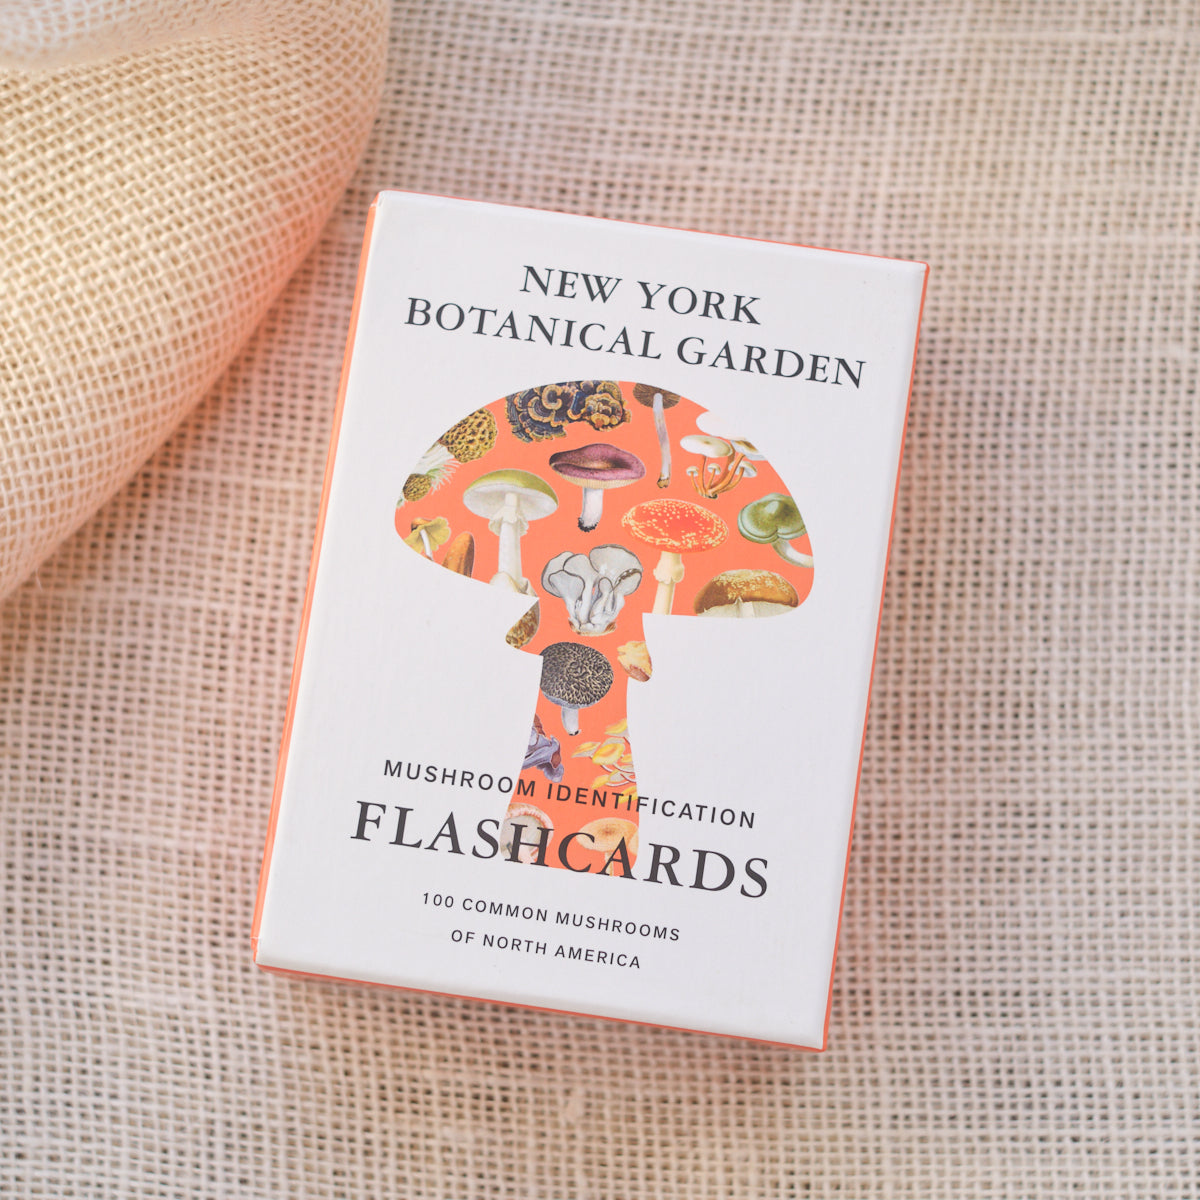 NEW YORK
BOTANICAL GARDEN
MUSHROOM IDENTIFICATION
FLASHCARDS
100 COMMON MUSHROOMS
OF NORTH AMERICA